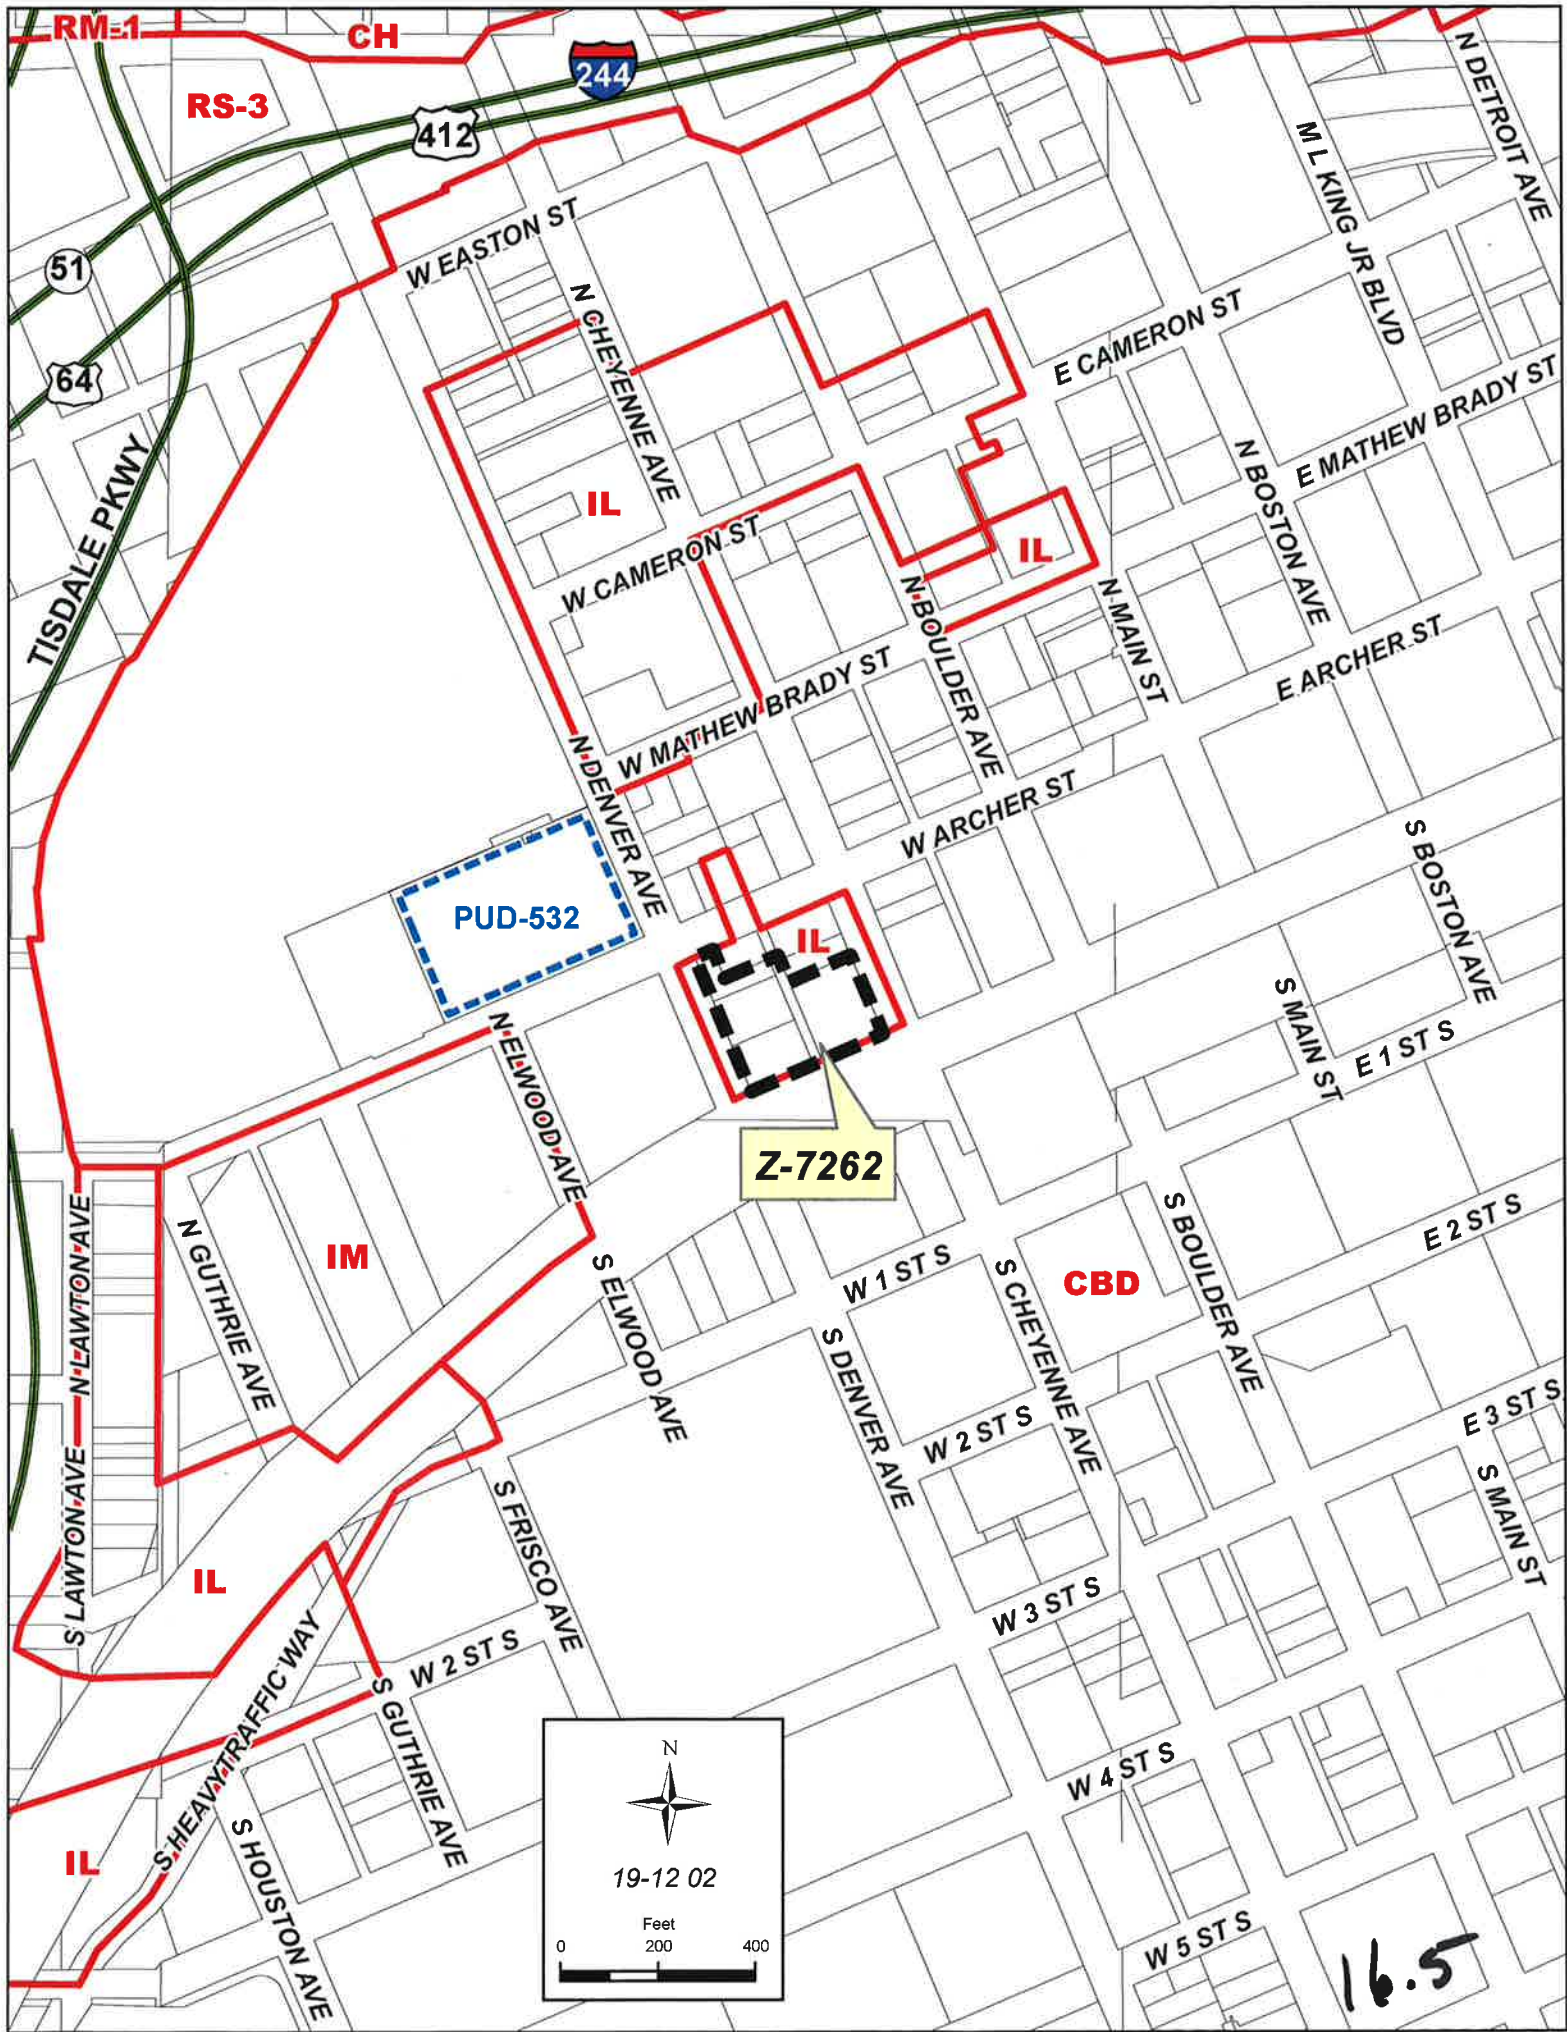 RM-1
CH
RS-3
244
412
51
64
N DETROIT AVE
M L KING JR BLVD
W EASTON ST
N CHEYENNE AVE
E CAMERON ST
E MATHEW BRADY ST
TISDALE PKWY
IL
W CAMERON ST
N BOSTON AVE
IL
N BOULDER AVE
N MAIN ST
E ARCHER ST
W MATHEW BRADY ST
N DENVER AVE
W ARCHER ST
S BOSTON AVE
PUD-532
IL
S MAIN ST
E 1 ST S
N ELWOOD AVE
Z-7262
N LAWTON AVE
N GUTHRIE AVE
IM
S ELWOOD AVE
W 1 ST S
S CHEYENNE AVE
CBD
S BOULDER AVE
E 2 ST S
S DENVER AVE
W 2 ST S
E 3 ST S
S MAIN ST
S LAWTON AVE
S FRISCO AVE
IL
W 3 ST S
S HEAVY TRAFFIC WAY
W 2 ST S
S GUTHRIE AVE
W 4 ST S
IL
S HOUSTON AVE
N
19-12 02
Feet
0 200 400
W 5 ST S
16.5